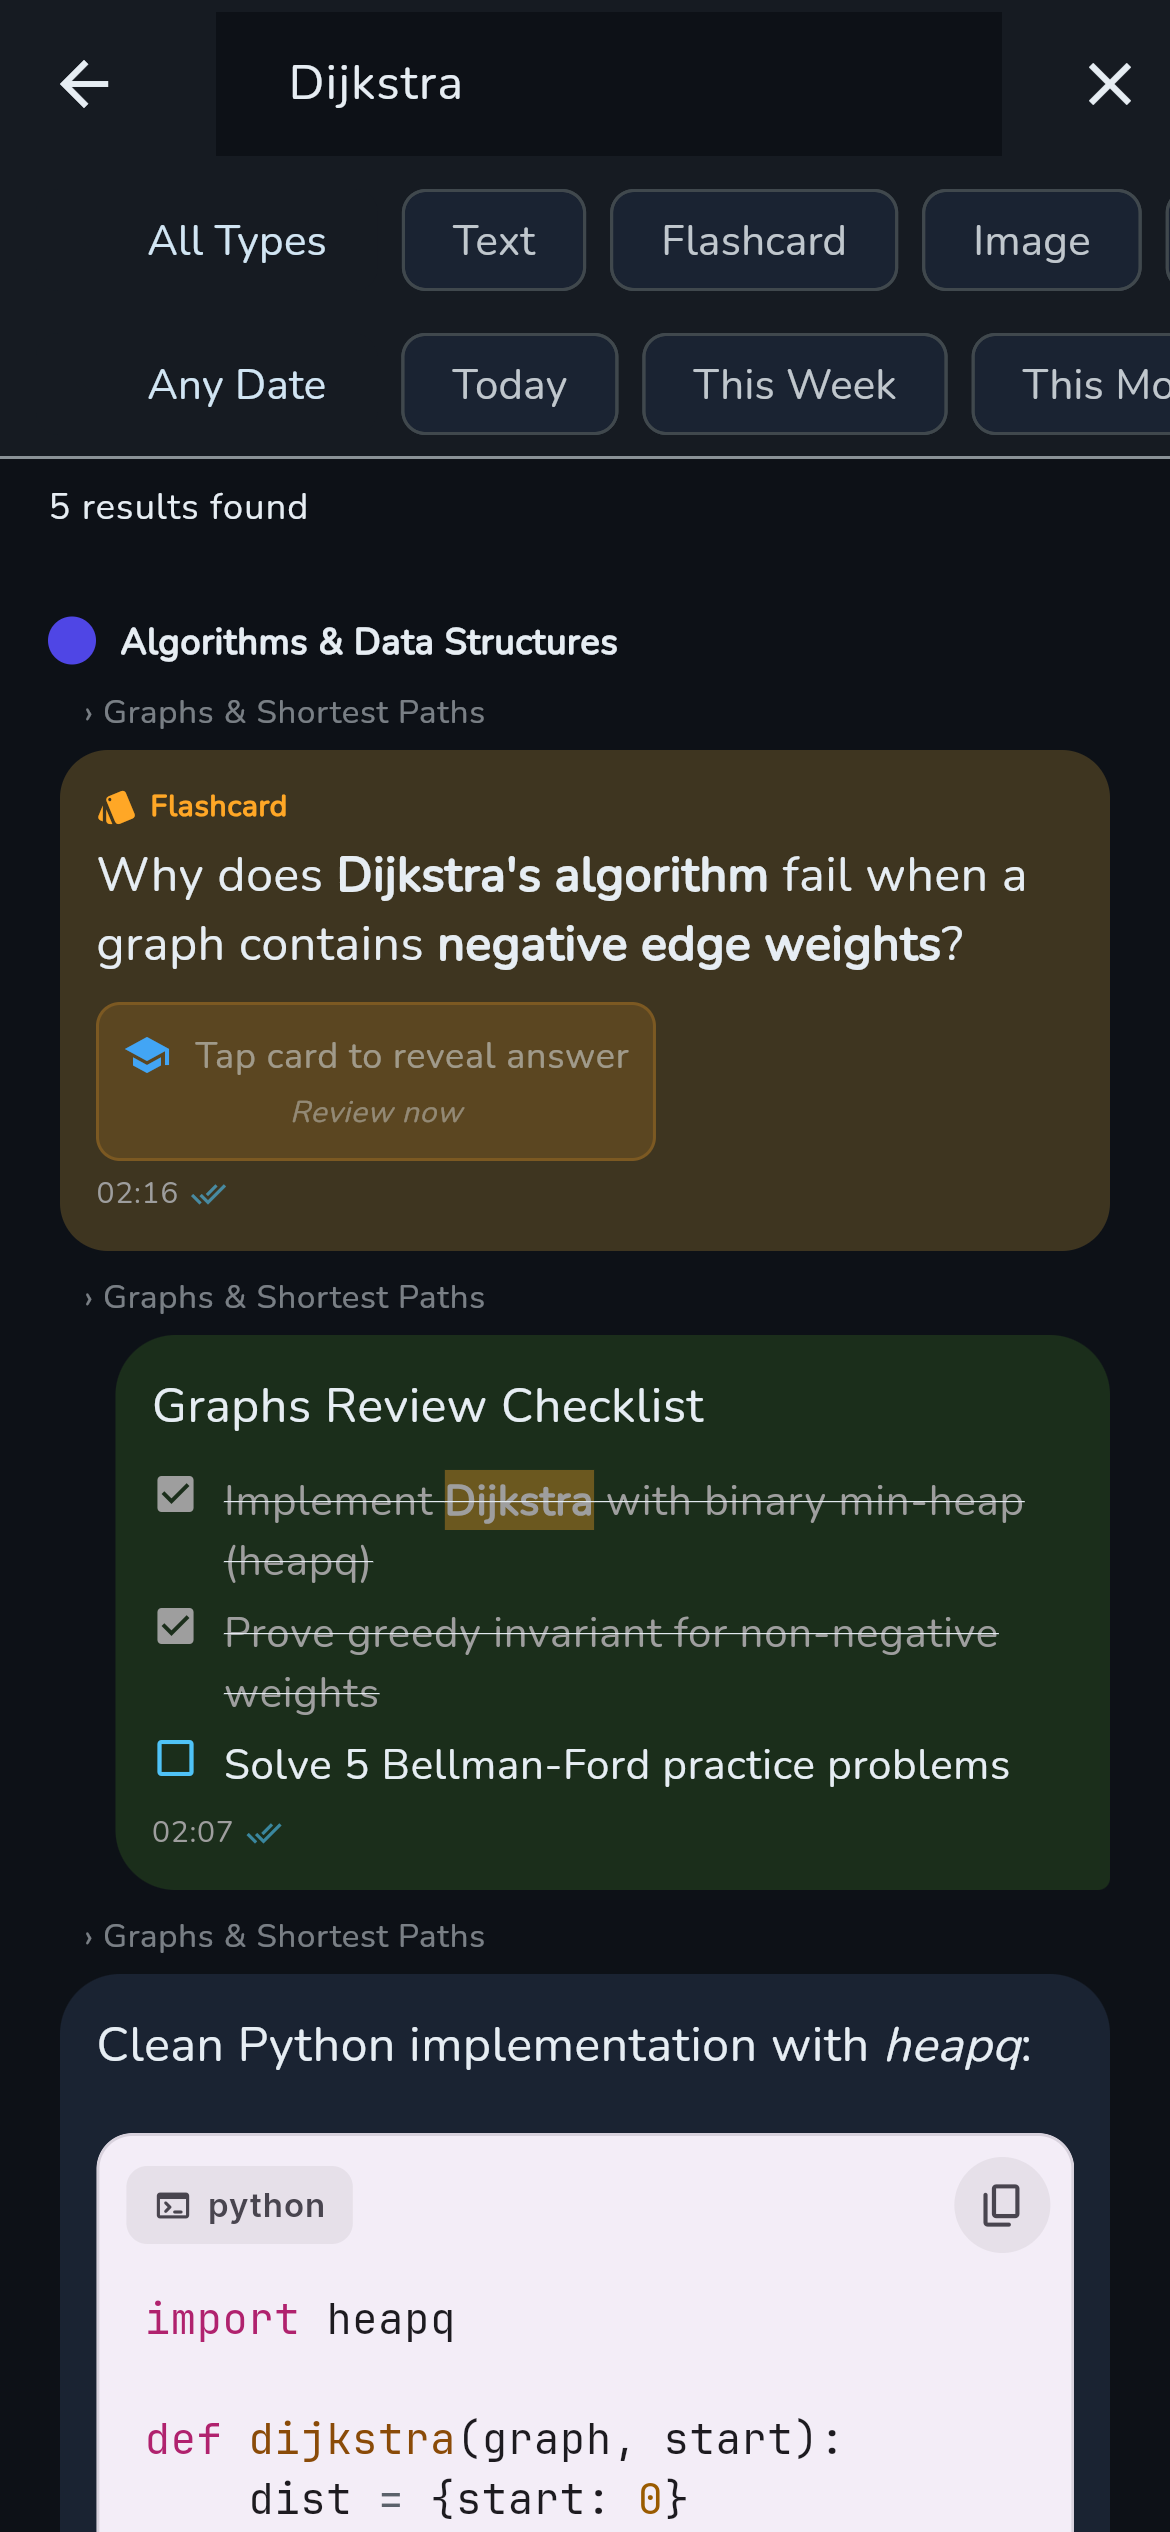 Dijkstra
All Types
Text
Flashcard
Image
Any Date
Today
This Week
This Mo
5 results found
Algorithms & Data Structures
› Graphs & Shortest Paths
Flashcard
Why does Dijkstra's algorithm fail when a
graph contains negative edge weights?
Tap card to reveal answer
Review now
02:16
› Graphs & Shortest Paths
Graphs Review Checklist
Implement Dijkstra with binary min-heap
(heapq)
Prove greedy invariant for non-negative
weights
Solve 5 Bellman-Ford practice problems
02:07
› Graphs & Shortest Paths
Clean Python implementation with heapq:
python
import heapq
def dijkstra(graph, start):
    dist = {start: 0}